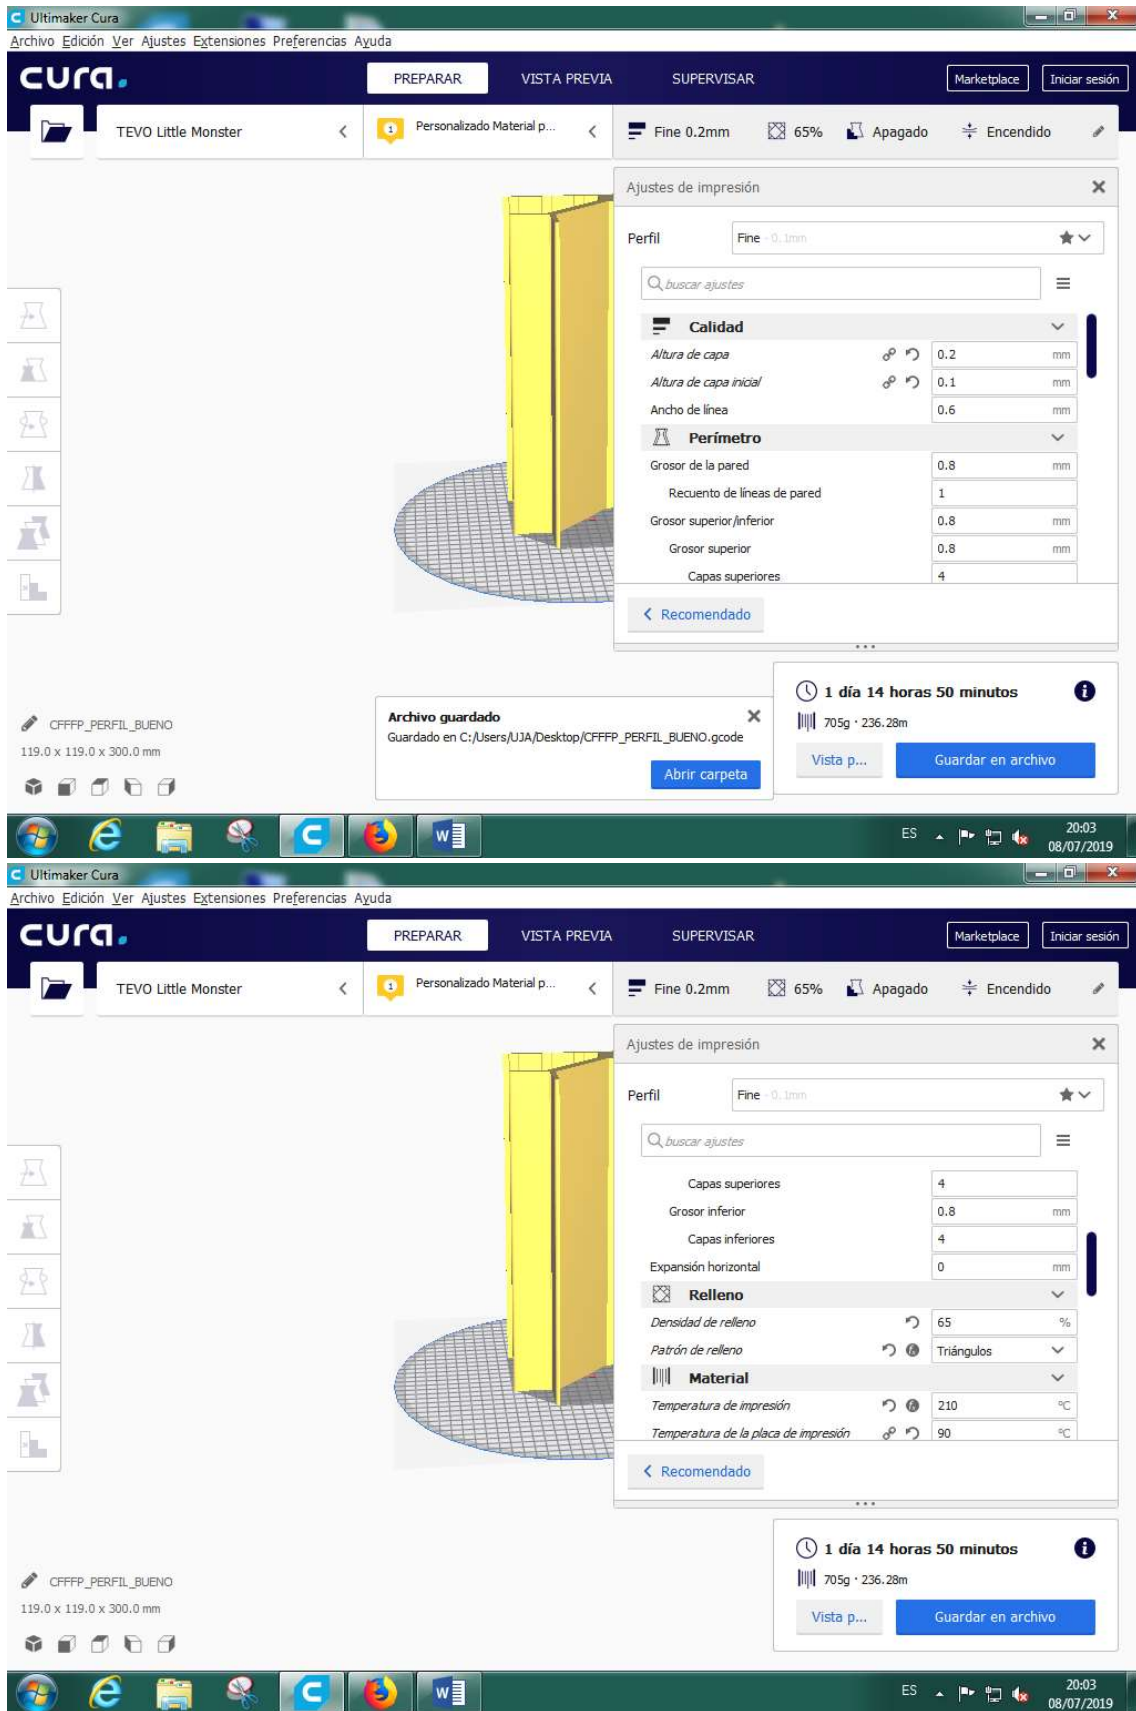 Ultimaker Cura
Archivo Edición Ver Ajustes Extensiones Preferencias Ayuda
cura.
PREPARAR VISTA PREVIA SUPERVISAR Marketplace Iniciar sesión
TEVO Little Monster 1 Personalizado Material p... Fine 0.2mm 65% Apagado Encendido
Ajustes de impresión
Perfil Fine - 0.1mm
buscar ajustes
Calidad
Altura de capa 0.2 mm
Altura de capa inicial 0.1 mm
Ancho de línea 0.6 mm
Perímetro
Grosor de la pared 0.8 mm
Recuento de líneas de pared 1
Grosor superior/inferior 0.8 mm
Grosor superior 0.8 mm
Capas superiores 4
Recomendado
1 día 14 horas 50 minutos
705g · 236.28m
Vista p... Guardar en archivo
Archivo guardado
Guardado en C:/Users/UJA/Desktop/CFFFP_PERFIL_BUENO.gcode
Abrir carpeta
CFFFP_PERFIL_BUENO
119.0 x 119.0 x 300.0 mm
ES 20:03
08/07/2019
Ultimaker Cura
Archivo Edición Ver Ajustes Extensiones Preferencias Ayuda
cura.
PREPARAR VISTA PREVIA SUPERVISAR Marketplace Iniciar sesión
TEVO Little Monster 1 Personalizado Material p... Fine 0.2mm 65% Apagado Encendido
Ajustes de impresión
Perfil Fine - 0.1mm
buscar ajustes
Capas superiores 4
Grosor inferior 0.8 mm
Capas inferiores 4
Expansión horizontal 0 mm
Relleno
Densidad de relleno 65 %
Patrón de relleno Triángulos
Material
Temperatura de impresión 210 °C
Temperatura de la placa de impresión 90 °C
Recomendado
1 día 14 horas 50 minutos
705g · 236.28m
Vista p... Guardar en archivo
CFFFP_PERFIL_BUENO
119.0 x 119.0 x 300.0 mm
ES 20:03
08/07/2019